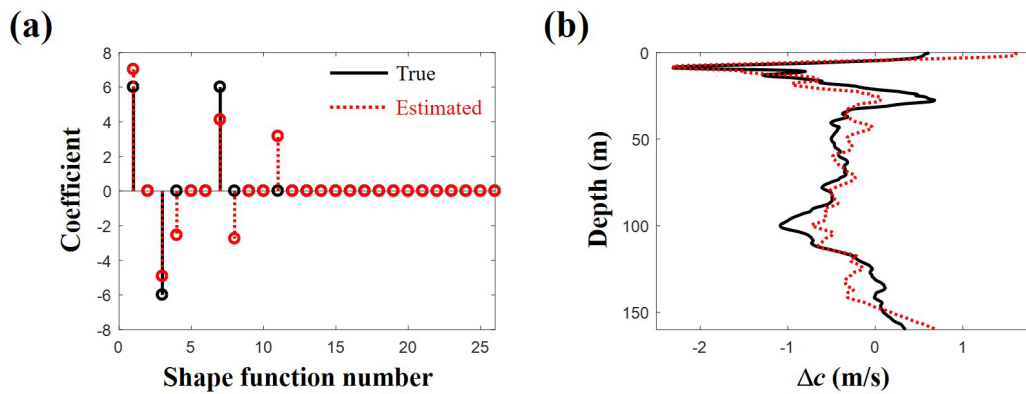 (a)
8
6
4
2
0
-2
-4
-6
-8
Coefficient
True
Estimated
0 5 10 15 20 25
Shape function number
(b)
0
50
100
150
Depth (m)
-2 -1 0 1
Δc (m/s)